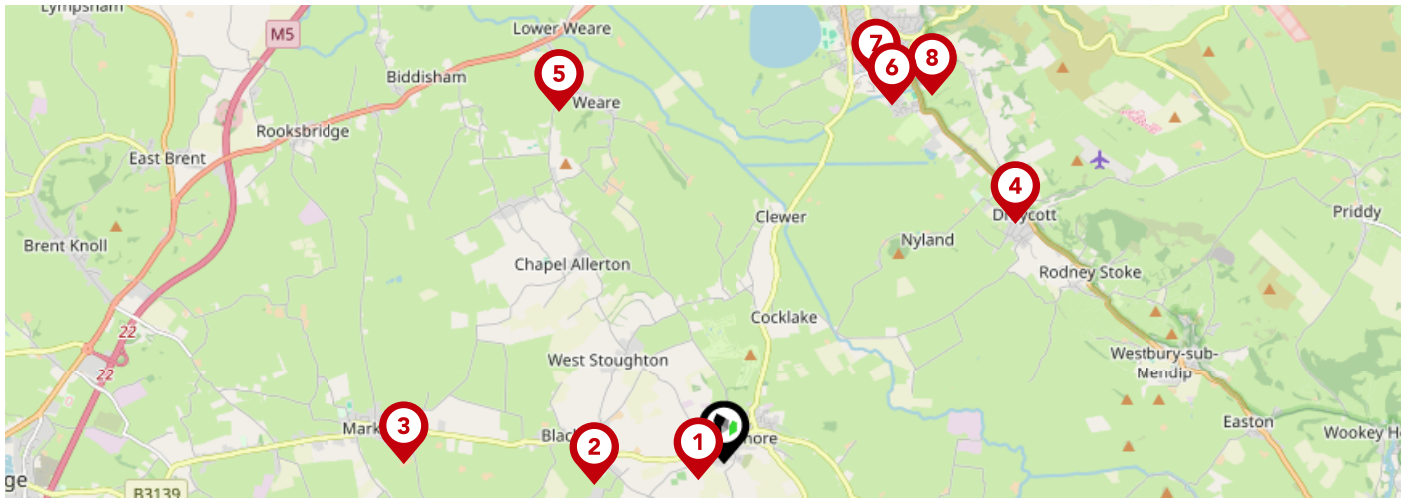 Lympsham
M5
Lower Weare
7
8
6
5
Biddisham
Weare
Rooksbridge
East Brent
4
Priddy
Clewer
Nyland
Brent Knoll
Chapel Allerton
Rodney Stoke
Cocklake
22
Westbury-sub-
Mendip
West Stoughton
22
3
Mark
2
1
Easton
Wookey H
ge
B3139